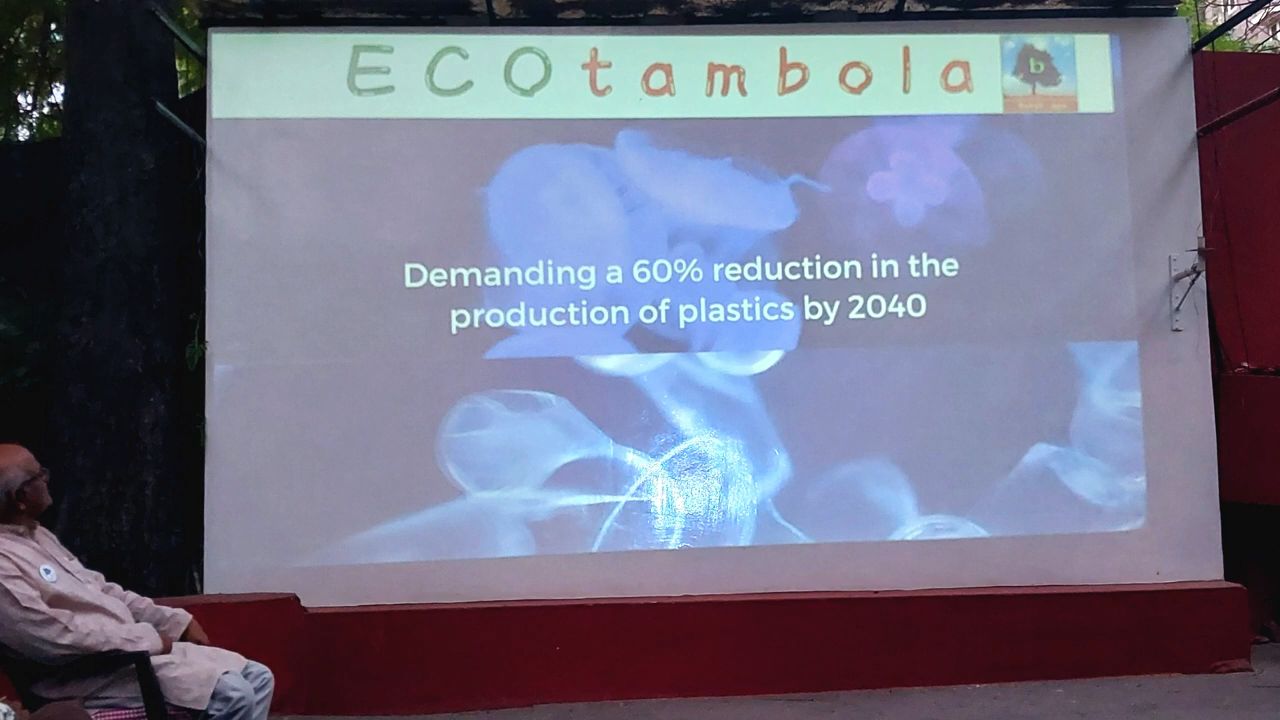 ECOtambola
b
Demanding a 60% reduction in the
production of plastics by 2040